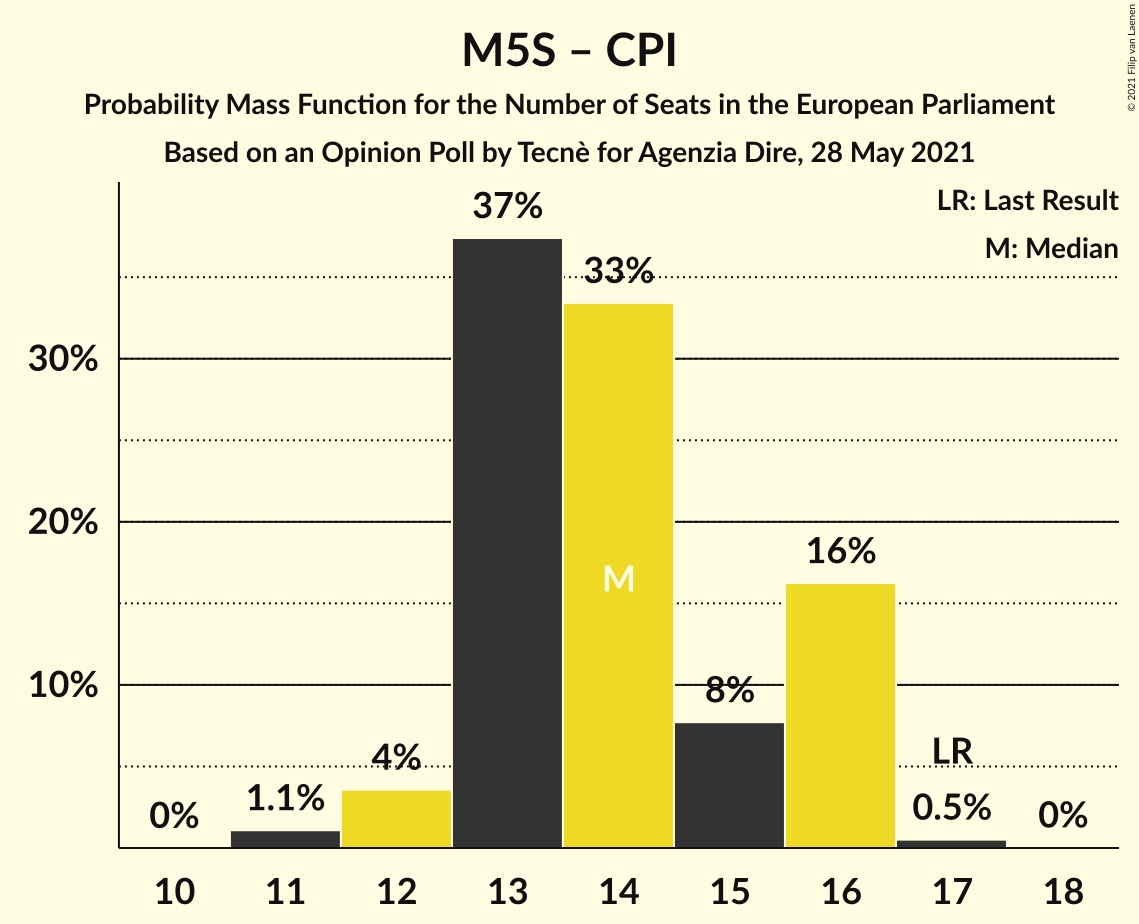 M5S – CPI
Probability Mass Function for the Number of Seats in the European Parliament
Based on an Opinion Poll by Tecnè for Agenzia Dire, 28 May 2021
© 2021 Filip van Laenen
LR: Last Result
M: Median
37%
33%
30%
20%
16%
M
10%
8%
4%
LR
1.1%
0.5%
0%
0%
10 11 12 13 14 15 16 17 18